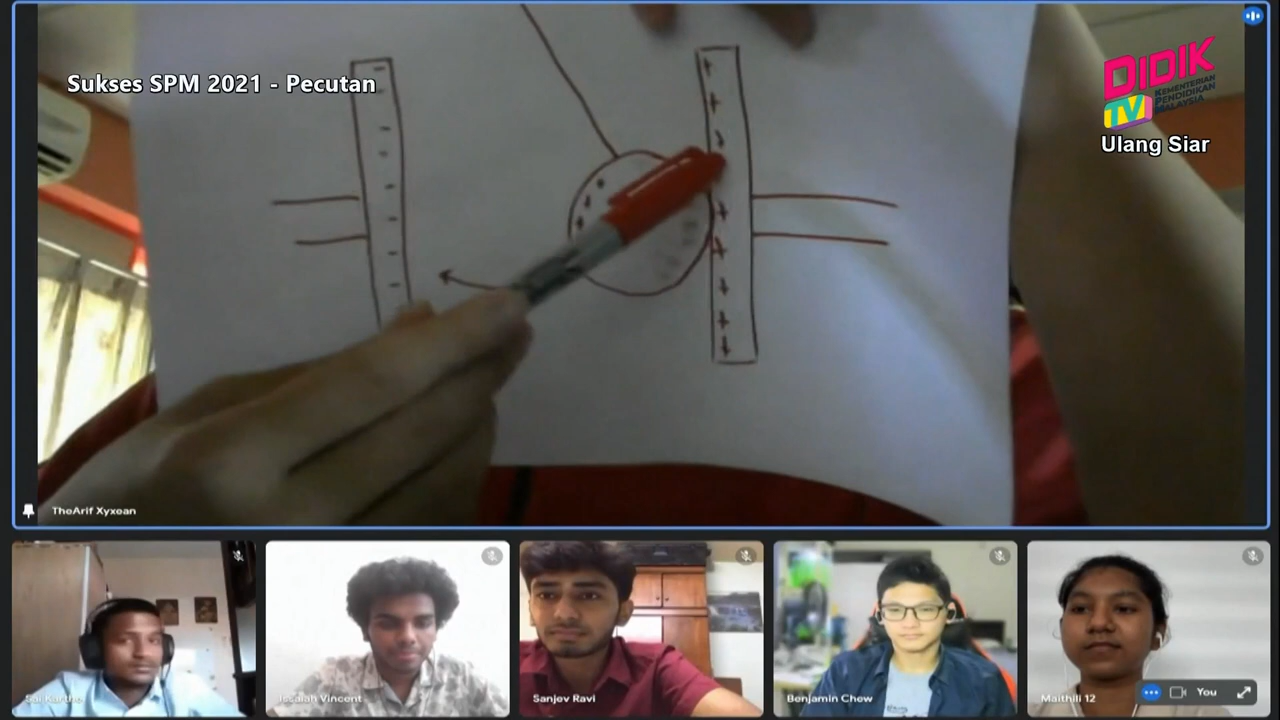 Sukses SPM 2021 - Pecutan
DIDIK
TV
KEMENTERIAN
PENDIDIKAN
MALAYSIA
Ulang Siar
TheArif Xyxean
Issaiah Vincent
Sanjev Ravi
Benjamin Chew
Maithili 12
You